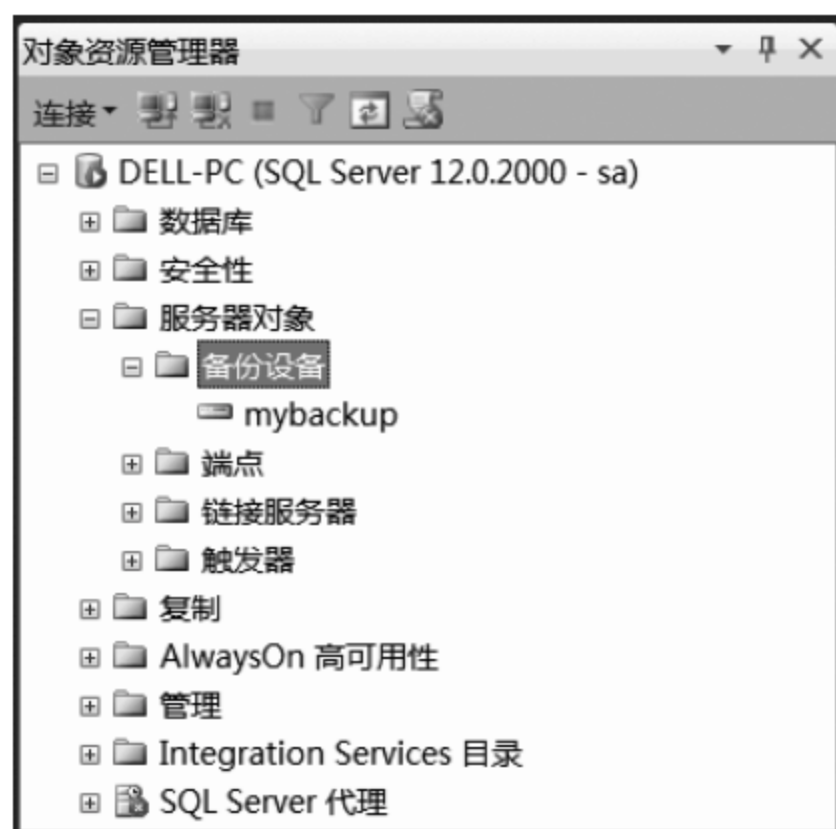 对象资源管理器
连接
DELL-PC (SQL Server 12.0.2000 - sa)
数据库
安全性
服务器对象
备份设备
mybackup
端点
链接服务器
触发器
复制
AlwaysOn 高可用性
管理
Integration Services 目录
SQL Server 代理